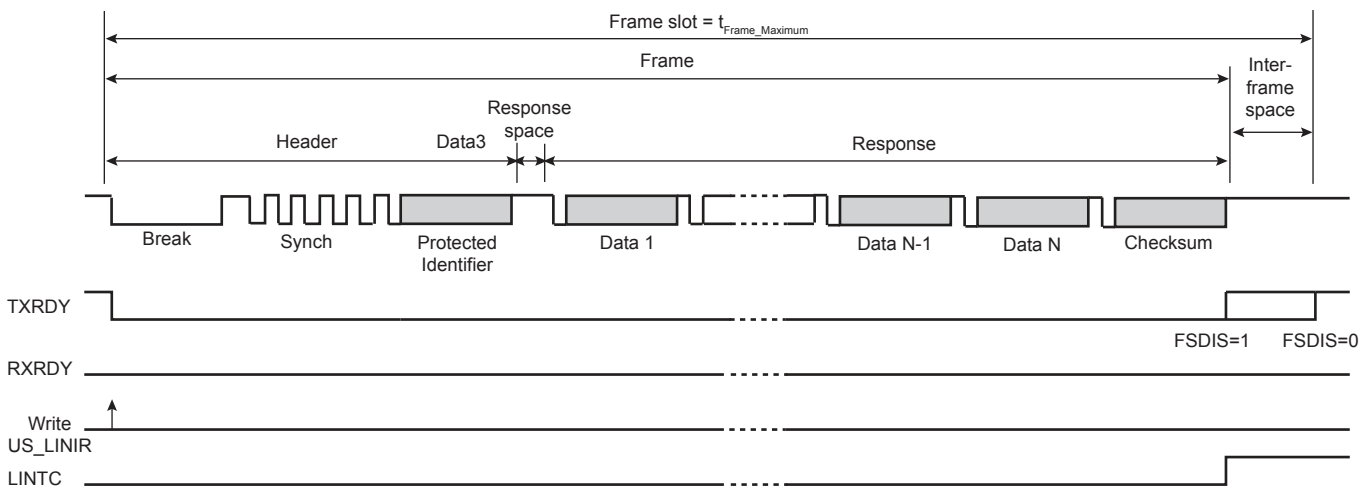 Frame slot = tFrame_Maximum
Frame
Inter-
frame
space
Response
space
Header
Data3
Response
Break
Synch
Protected
Identifier
Data 1
Data N-1
Data N
Checksum
TXRDY
FSDIS=1
FSDIS=0
RXRDY
Write
US_LINIR
LINTC